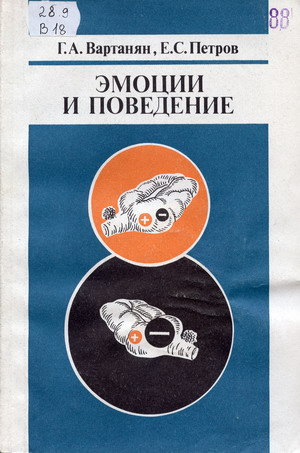 28.9
В 18
88
Г.А. Вартанян, Е.С. Петров
ЭМОЦИИ
И ПОВЕДЕНИЕ
+
−
+
−